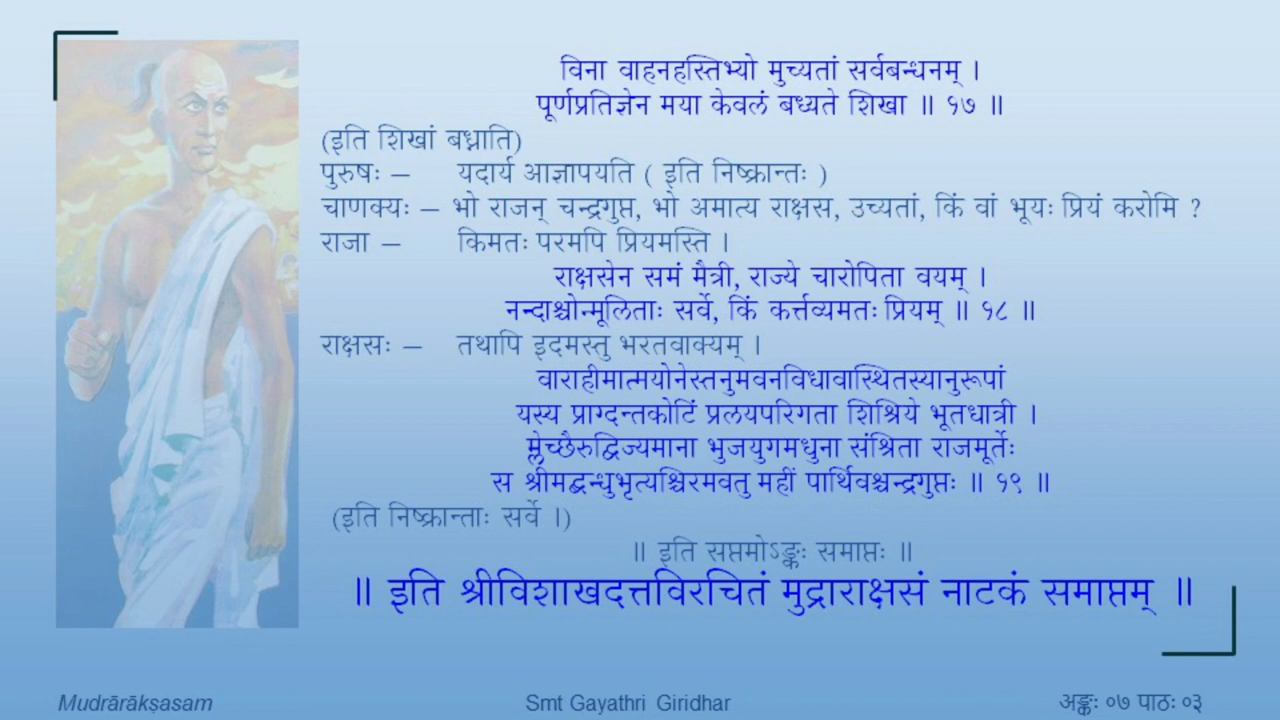 विना वाहनहस्तिभ्यो मुच्यतां सर्वबन्धनम् ।
पूर्णप्रतिज्ञेन मया केवलं बध्यते शिखा ॥ १७ ॥
(इति शिखां बध्नाति)
पुरुषः – यदार्य आज्ञापयति ( इति निष्क्रान्तः )
चाणक्यः – भो राजन् चन्द्रगुप्त, भो अमात्य राक्षस, उच्यतां, किं वां भूयः प्रियं करोमि ?
राजा – किमतः परमपि प्रियमस्ति ।
राक्षसेन समं मैत्री, राज्ये चारोपिता वयम् ।
नन्दाश्चोन्मूलिताः सर्वे, किं कर्त्तव्यमतः प्रियम् ॥ १८ ॥
राक्षसः – तथापि इदमस्तु भरतवाक्यम् ।
वाराहीमात्मयोनेस्तनुमवनविधावास्थितस्यानुरूपां
यस्य प्राग्दन्तकोटिं प्रलयपरिगता शिश्रिये भूतधात्री ।
म्लेच्छैरुद्विज्यमाना भुजयुगमधुना संश्रिता राजमूर्तेः
स श्रीमद्बन्धुभृत्यश्चिरमवतु महीं पार्थिवश्चन्द्रगुप्तः ॥ १९ ॥
(इति निष्क्रान्ताः सर्वे ।)
॥ इति सप्तमोऽङ्कः समाप्तः ॥
॥ इति श्रीविशाखदत्तविरचितं मुद्राराक्षसं नाटकं समाप्तम् ॥
Mudrārākṣasam Smt Gayathri Giridhar अङ्कः ०७ पाठः ०३